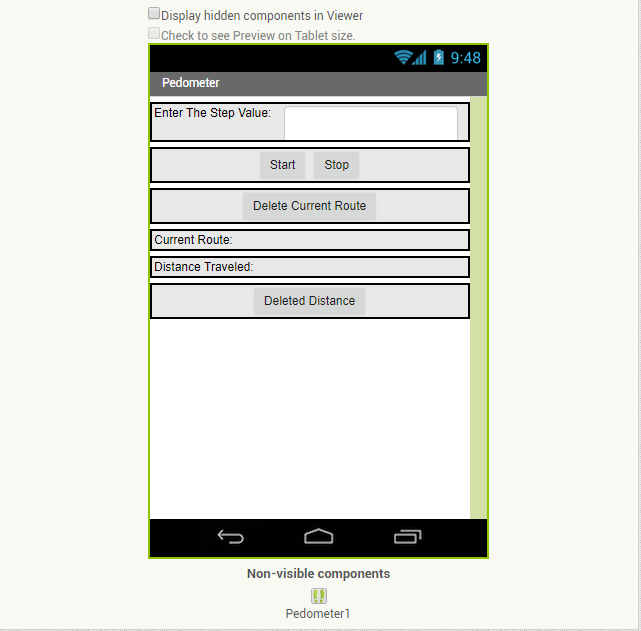 Display hidden components in Viewer
Check to see Preview on Tablet size.
9:48
Pedometer
Enter The Step Value:
Start Stop
Delete Current Route
Current Route:
Distance Traveled:
Deleted Distance
Non-visible components
Pedometer1